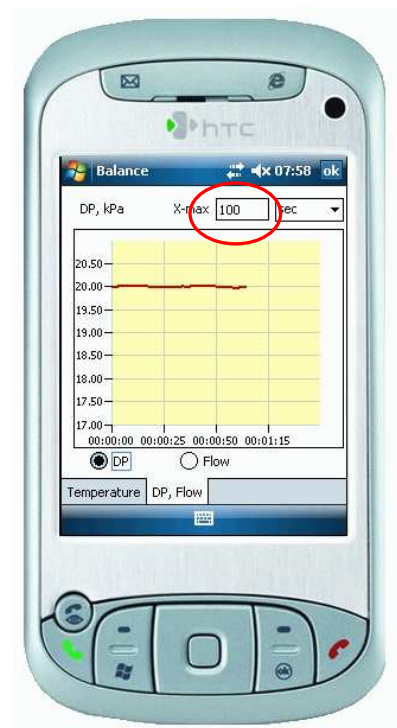 hTC
Balance 07:58 ok
DP, kPa X-max 100 sec
20.50
20.00
19.50
19.00
18.50
18.00
17.50
17.00
00:00:00 00:00:25 00:00:50 00:01:15
DP Flow
Temperature DP, Flow
ok